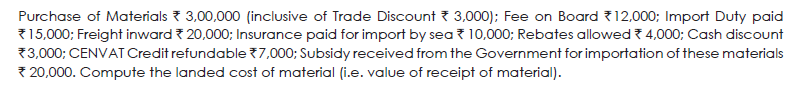 Purchase of Materials ₹ 3,00,000 (inclusive of Trade Discount ₹ 3,000); Fee on Board ₹12,000; Import Duty paid
₹15,000; Freight inward ₹ 20,000; Insurance paid for import by sea ₹ 10,000; Rebates allowed ₹ 4,000; Cash discount
₹3,000; CENVAT Credit refundable ₹7,000; Subsidy received from the Government for importation of these materials
₹ 20,000. Compute the landed cost of material (i.e. value of receipt of material).